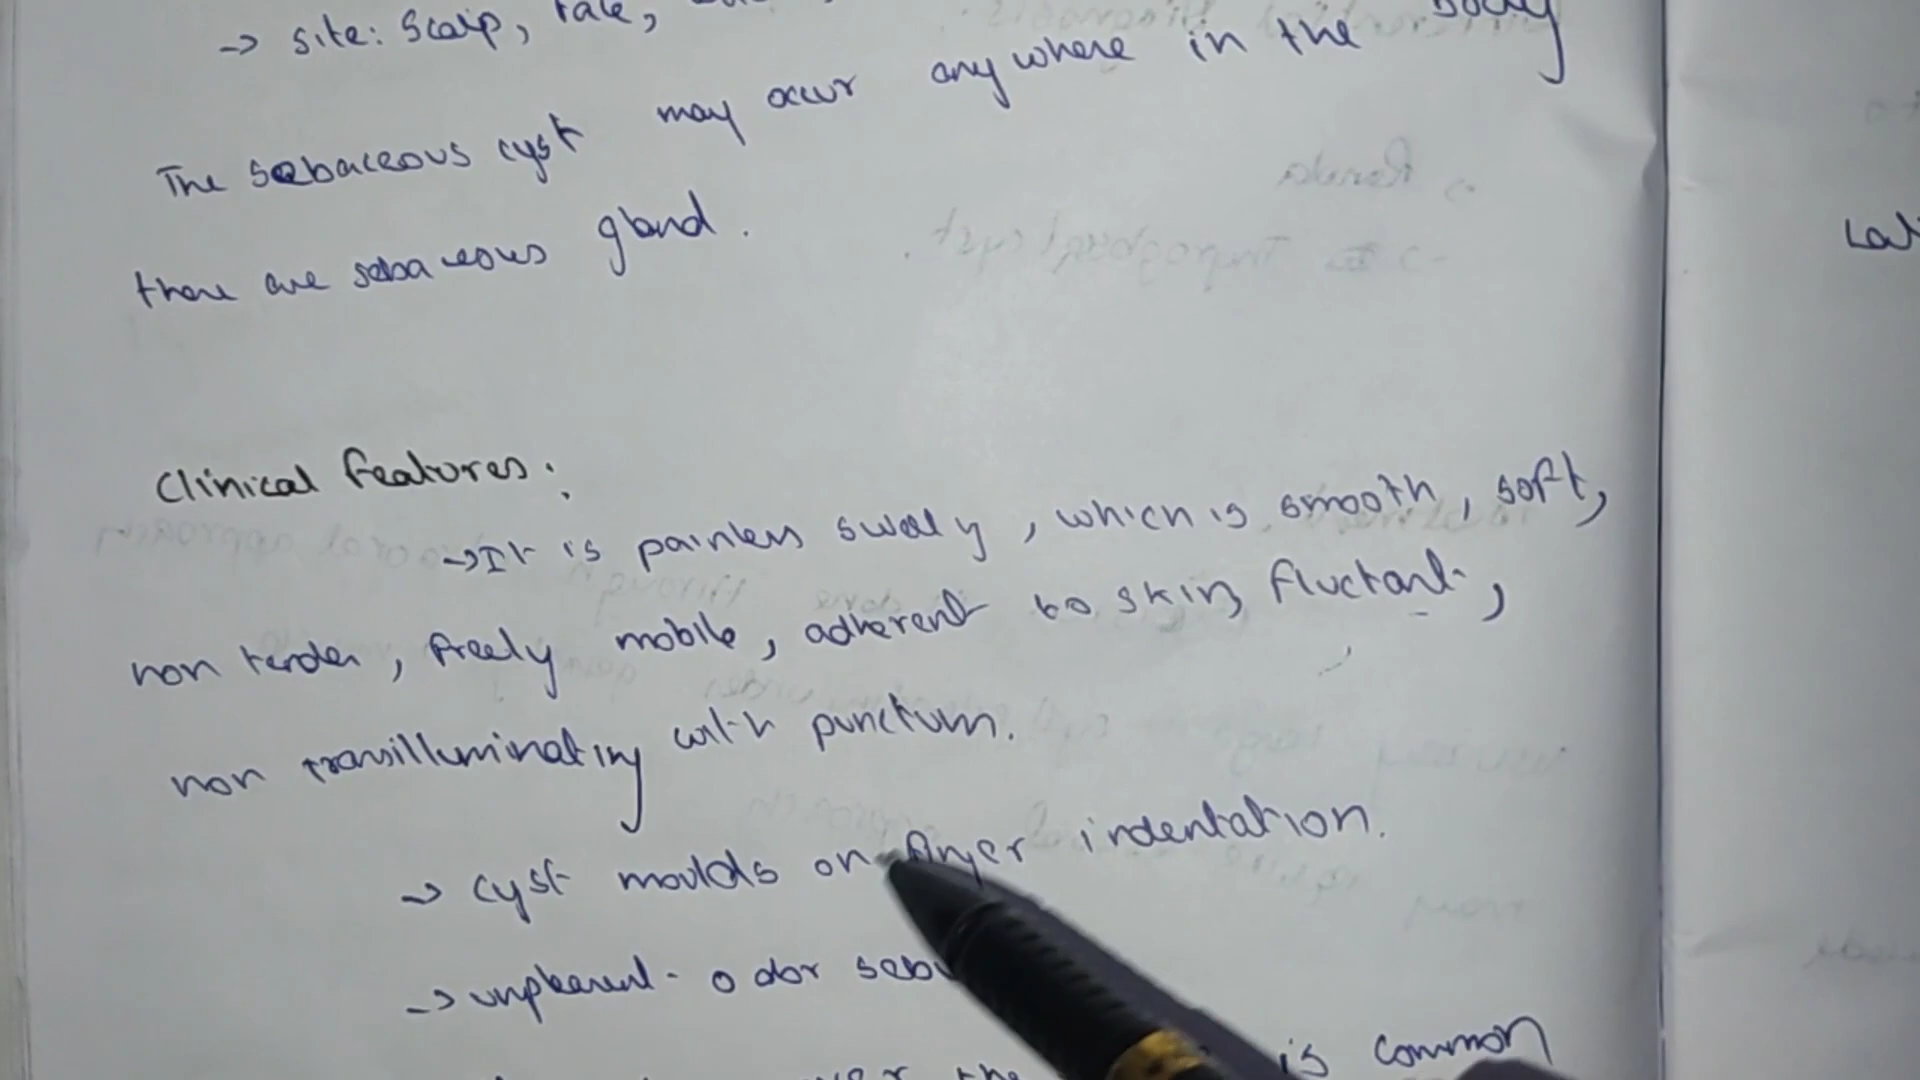 -> site: Scalp, face,
The sebaceous cyst may occur anywhere in the body
there are sebaceous gland.
Clinical features:
-> It is painless swelly, which is smooth, soft,
non tender, freely mobile, adherent to skin, fluctant,
non transilluminating with punctum.
-> cyst moulds on finger indentation.
-> unpleasant odor
the is common